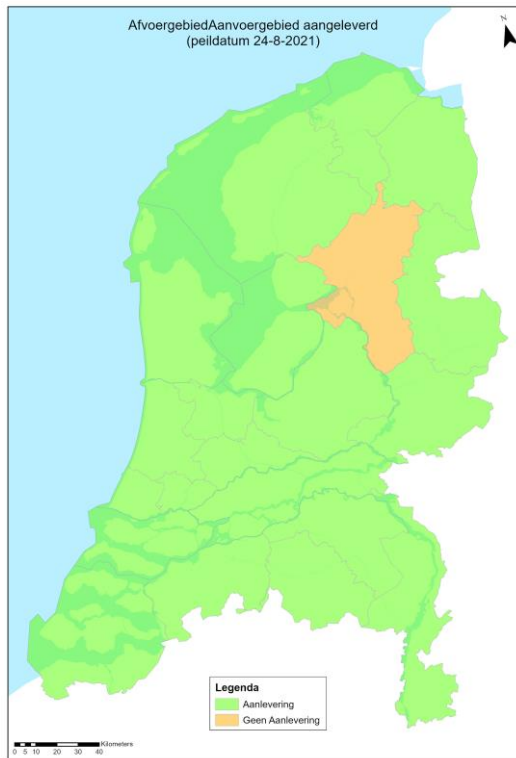 AfvoergebiedAanvoergebied aangeleverd
(peildatum 24-8-2021)
N
Legenda
Aanlevering
Geen Aanlevering
Kilometers
0 5 10 20 30 40